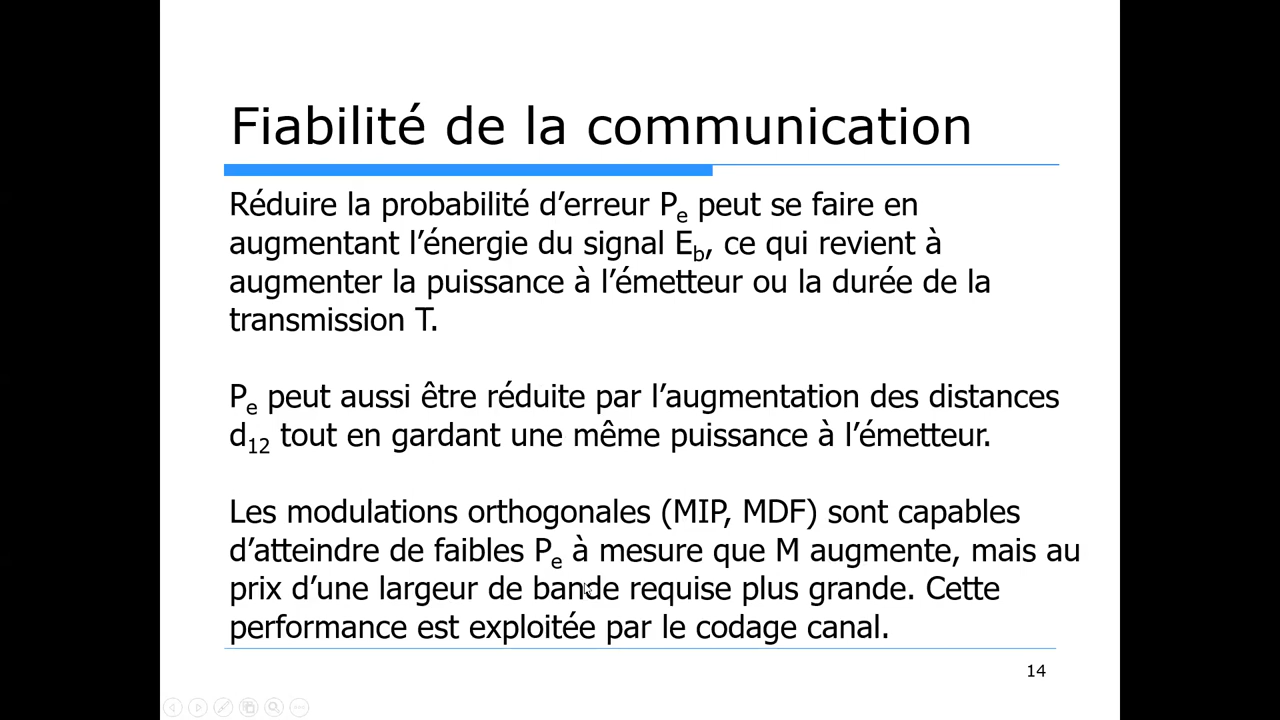 Fiabilité de la communication
Réduire la probabilité d’erreur Pe peut se faire en
augmentant l’énergie du signal Eb, ce qui revient à
augmenter la puissance à l’émetteur ou la durée de la
transmission T.
Pe peut aussi être réduite par l’augmentation des distances
d12 tout en gardant une même puissance à l’émetteur.
Les modulations orthogonales (MIP, MDF) sont capables
d’atteindre de faibles Pe à mesure que M augmente, mais au
prix d’une largeur de bande requise plus grande. Cette
performance est exploitée par le codage canal.
14